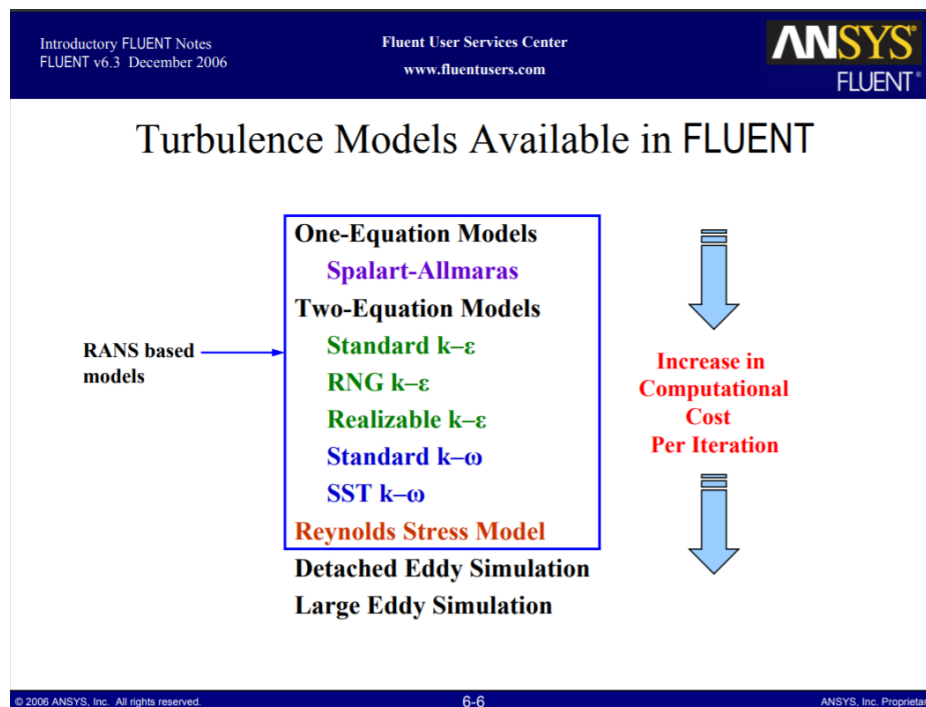 Introductory FLUENT Notes
FLUENT v6.3 December 2006
Fluent User Services Center
www.fluentusers.com
ANSYS®
FLUENT®
Turbulence Models Available in FLUENT
One-Equation Models
Spalart-Allmaras
Two-Equation Models
Standard k–ε
RNG k–ε
Realizable k–ε
Standard k–ω
SST k–ω
Reynolds Stress Model
Detached Eddy Simulation
Large Eddy Simulation
RANS based
models
Increase in
Computational
Cost
Per Iteration
© 2006 ANSYS, Inc. All rights reserved.
6-6
ANSYS, Inc. Proprietar